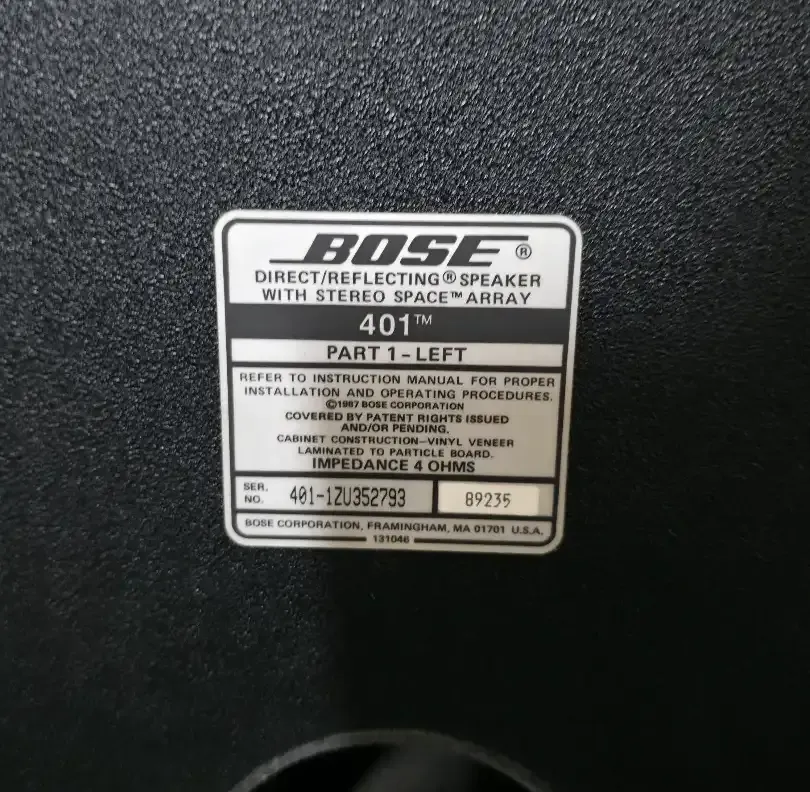 BOSE®
DIRECT/REFLECTING® SPEAKER
WITH STEREO SPACE™ ARRAY
401™
PART 1 – LEFT
REFER TO INSTRUCTION MANUAL FOR PROPER
INSTALLATION AND OPERATING PROCEDURES.
©1987 BOSE CORPORATION
COVERED BY PATENT RIGHTS ISSUED
AND/OR PENDING.
CABINET CONSTRUCTION–VINYL VENEER
LAMINATED TO PARTICLE BOARD.
IMPEDANCE 4 OHMS
SER. NO. 401-1ZU352793 89235
BOSE CORPORATION, FRAMINGHAM, MA 01701 U.S.A.
131046